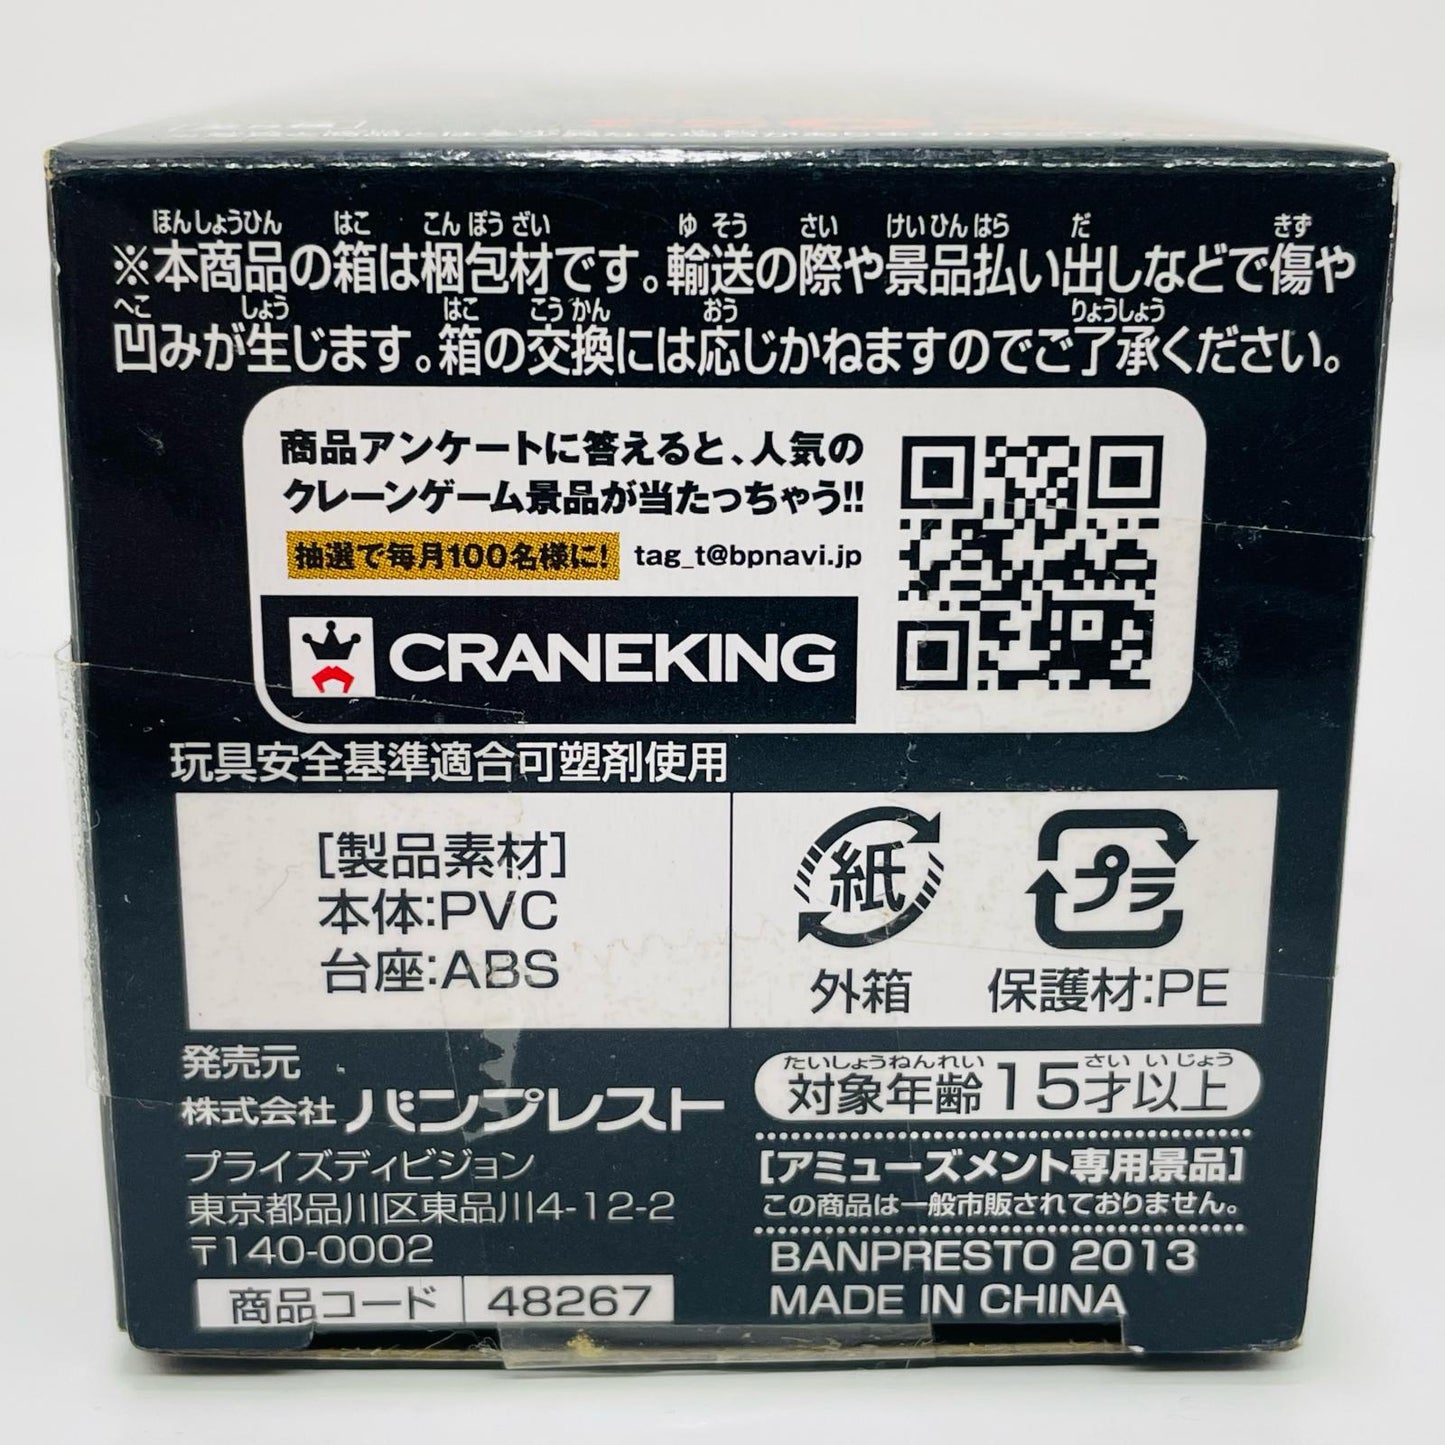 ほんしょうひん はこ こん ぽう ざい ゆ そう さい けい ひん はら だ きず
※本商品の箱は梱包材です。輸送の際や景品払い出しなどで傷や
へこ しょう はこ こう かん おう りょうしょう
凹みが生じます。箱の交換には応じかねますのでご了承ください。
商品アンケートに答えると、人気の
クレーンゲーム景品が当たっちゃう!!
抽選で毎月100名様に! tag_t@bpnavi.jp
CRANEKING
玩具安全基準適合可塑剤使用
[製品素材]
本体:PVC
台座:ABS
紙
外箱
プラ
保護材:PE
発売元
株式会社 バンプレスト
プライズディビジョン
東京都品川区東品川4-12-2
〒140-0002
商品コード 48267
たいしょうねんれい さい いじょう
対象年齢15才以上
[アミューズメント専用景品]
この商品は一般市販されておりません。
BANPRESTO 2013
MADE IN CHINA